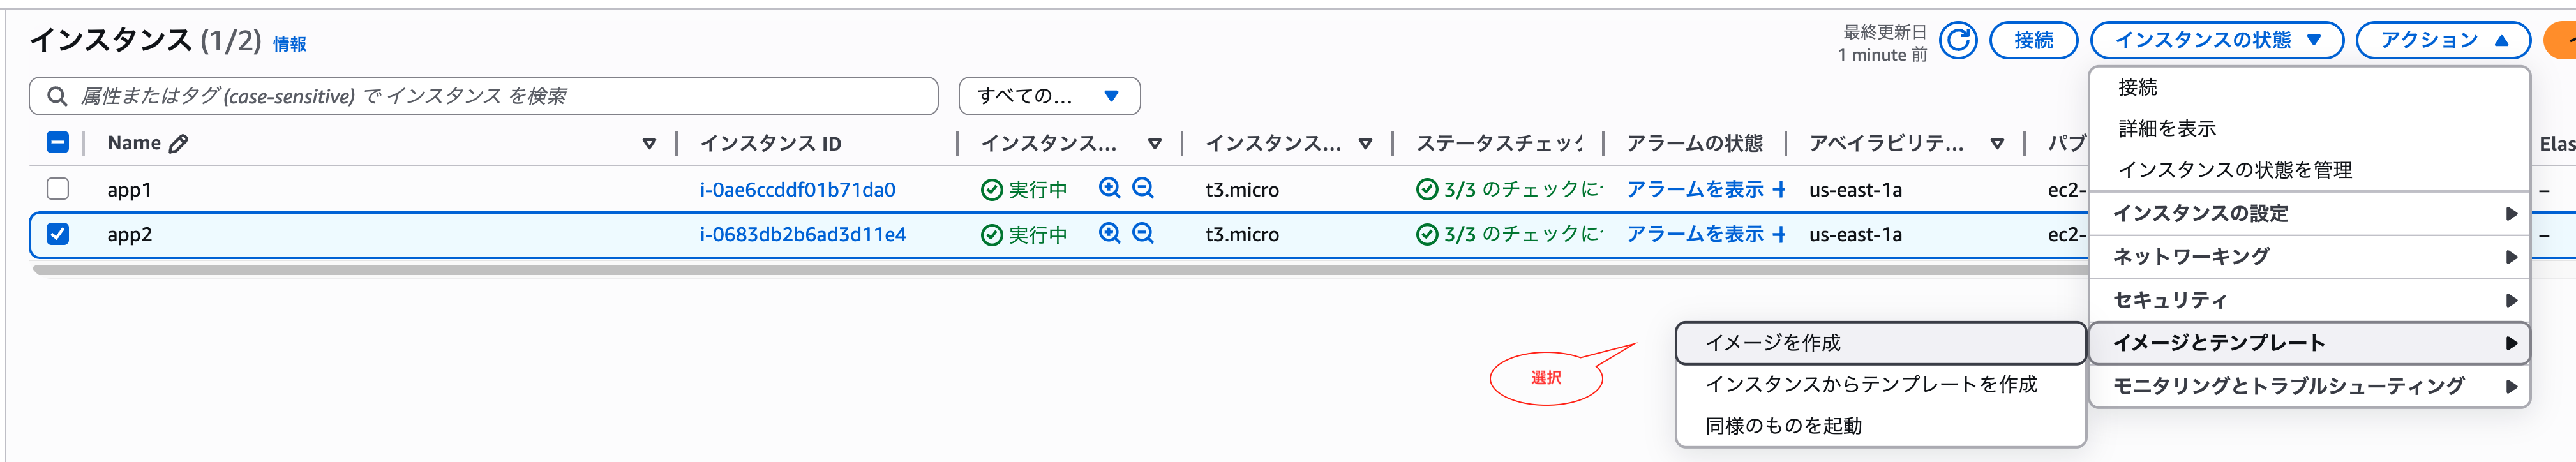 インスタンス (1/2) 情報
最終更新日
1 minute 前
接続
インスタンスの状態
アクション
属性またはタグ (case-sensitive) で インスタンス を検索
すべての...
Name
インスタンス ID
インスタンス...
インスタンス...
ステータスチェック
アラームの状態
アベイラビリテ...
パブ
Elas
app1
i-0ae6ccddf01b71da0
実行中
t3.micro
3/3 のチェックに
アラームを表示 +
us-east-1a
ec2-
–
app2
i-0683db2b6ad3d11e4
実行中
t3.micro
3/3 のチェックに
アラームを表示 +
us-east-1a
ec2-
–
接続
詳細を表示
インスタンスの状態を管理
インスタンスの設定
ネットワーキング
セキュリティ
イメージとテンプレート
モニタリングとトラブルシューティング
イメージを作成
インスタンスからテンプレートを作成
同様のものを起動
選択